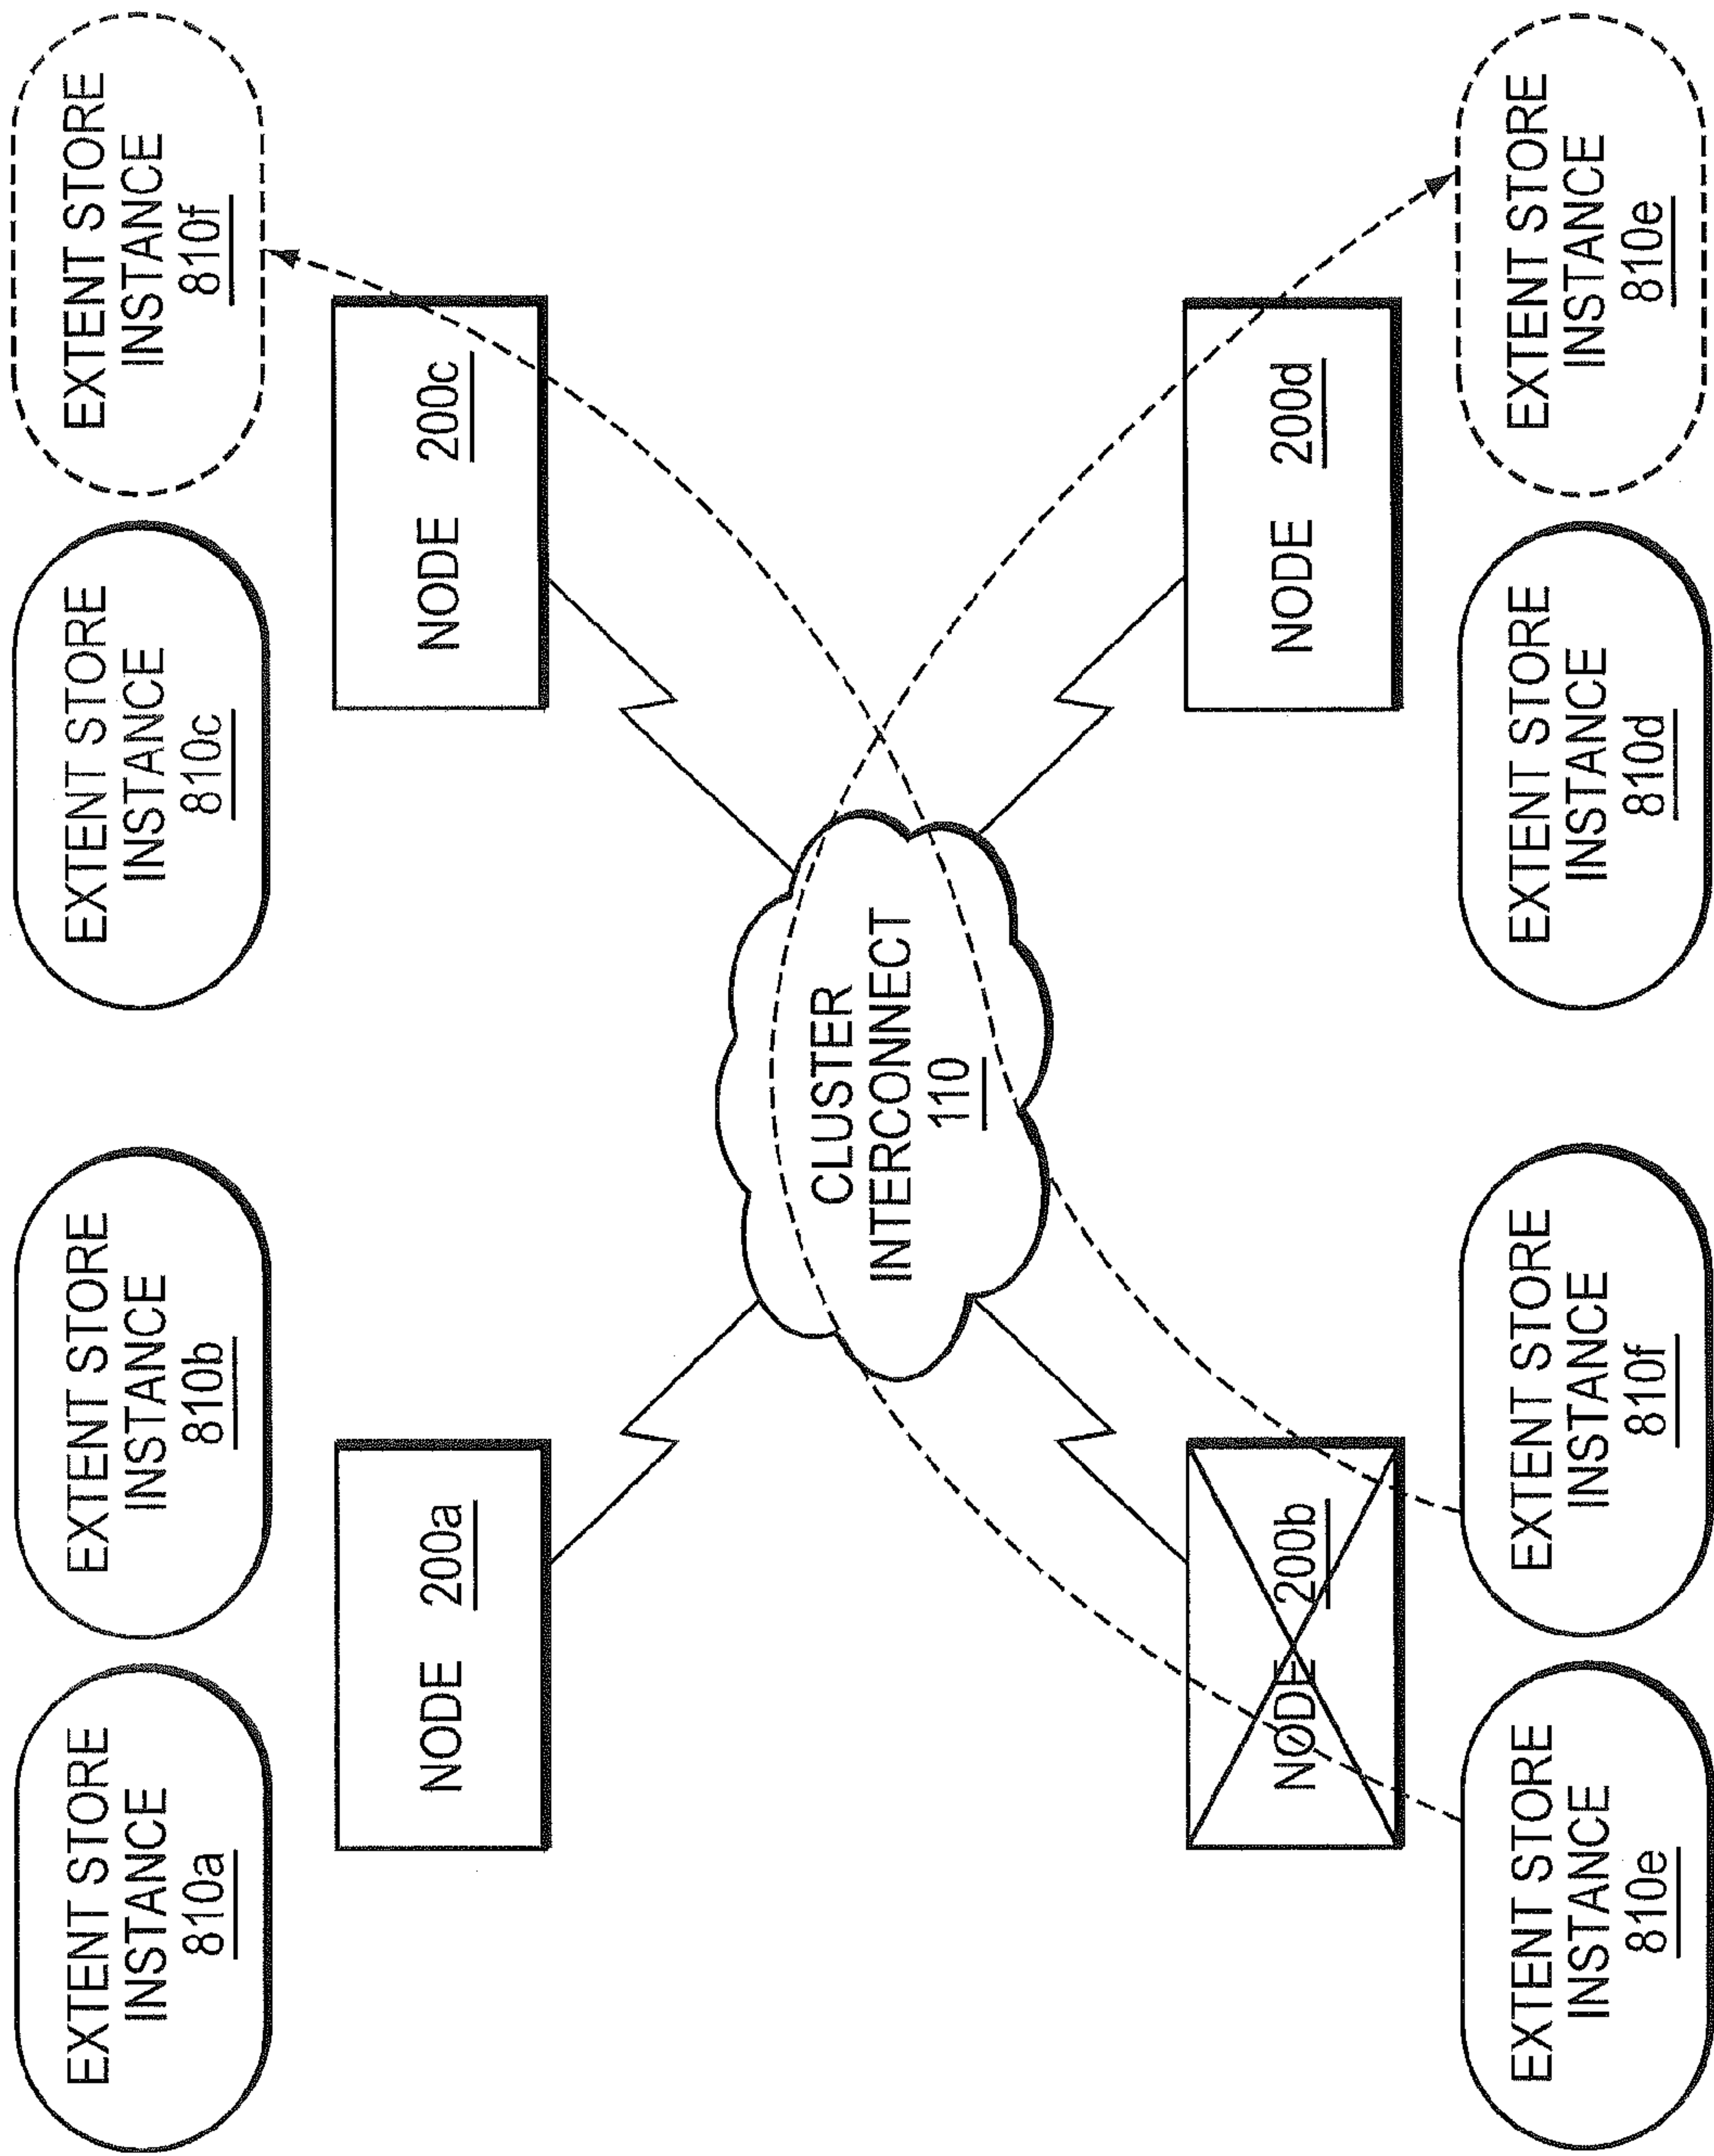 EXTENT STORE
INSTANCE
810a
EXTENT STORE
INSTANCE
810b
EXTENT STORE
INSTANCE
810c
EXTENT STORE
INSTANCE
810f
NODE 200a
NODE 200c
CLUSTER
INTERCONNECT
110
NODE 200b
NODE 200d
EXTENT STORE
INSTANCE
810e
EXTENT STORE
INSTANCE
810f
EXTENT STORE
INSTANCE
810d
EXTENT STORE
INSTANCE
810e